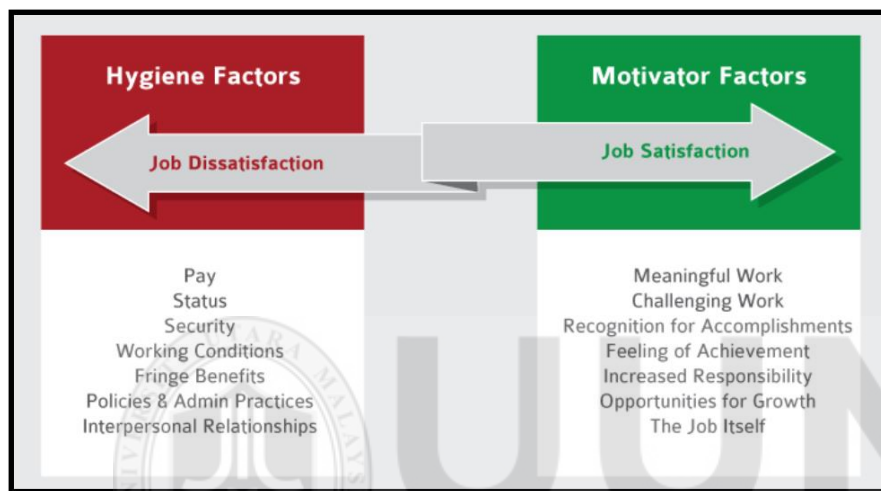 Hygiene Factors
Job Dissatisfaction
Pay
Status
Security
Working Conditions
Fringe Benefits
Policies & Admin Practices
Interpersonal Relationships
Motivator Factors
Job Satisfaction
Meaningful Work
Challenging Work
Recognition for Accomplishments
Feeling of Achievement
Increased Responsibility
Opportunities for Growth
The Job Itself
UTARA MALAYS